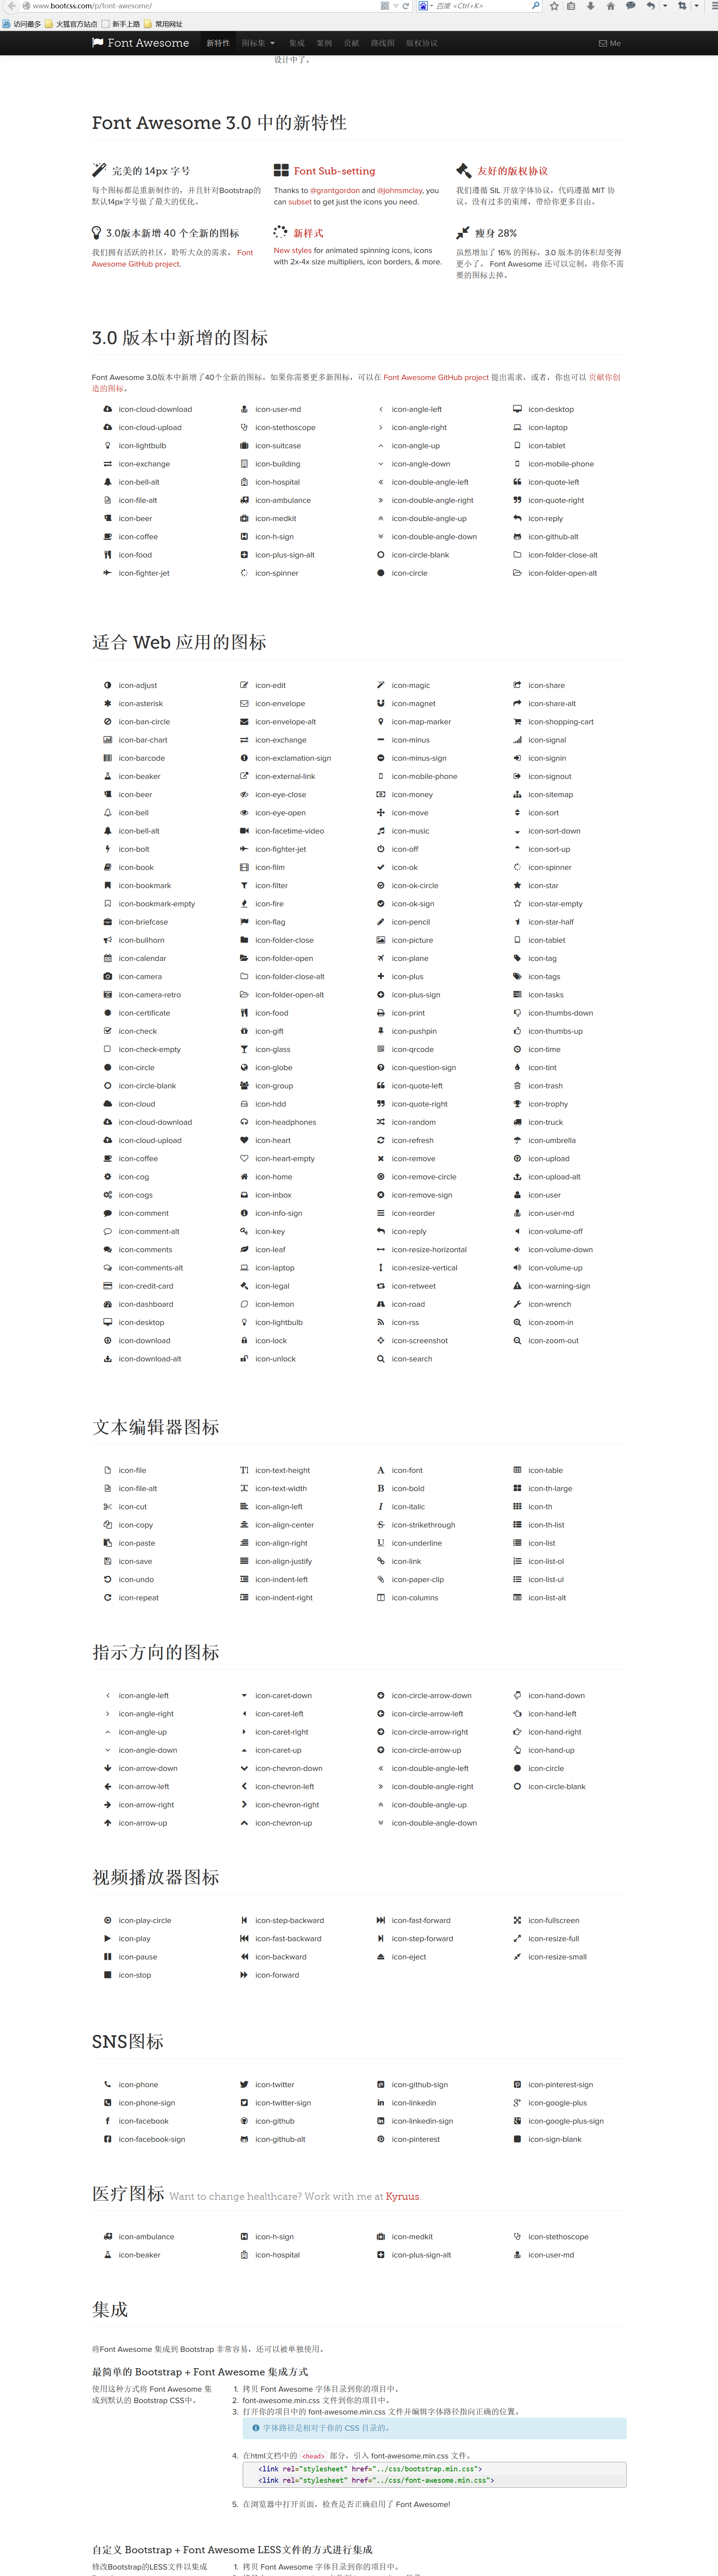 www.bootcss.com/p/font-awesome/
百度 <Ctrl+K>
访问最多 火狐官方站点 新手上路 常用网址
Font Awesome 新特性 图标集 集成 案例 贡献 路线图 版权协议 Me
设计中了。
Font Awesome 3.0 中的新特性
完美的 14px 字号
每个图标都是重新制作的，并且针对Bootstrap的
默认14px字号做了最大的优化。
Font Sub-setting
Thanks to @grantgordon and @johnsmclay, you
can subset to get just the icons you need.
友好的版权协议
我们遵循 SIL 开放字体协议，代码遵循 MIT 协
议。没有过多的束缚，带给你更多自由。
3.0版本新增 40 个全新的图标
我们拥有活跃的社区，聆听大众的需求。 Font
Awesome GitHub project.
新样式
New styles for animated spinning icons, icons
with 2x-4x size multipliers, icon borders, & more.
瘦身 28%
虽然增加了 16% 的图标，3.0 版本的体积却变得
更小了。 Font Awesome 还可以定制，将你不需
要的图标去掉。
3.0 版本中新增的图标
Font Awesome 3.0版本中新增了40个全新的图标。如果你需要更多新图标，可以在 Font Awesome GitHub project 提出需求，或者，你也可以 贡献你创
造的图标。
icon-cloud-download icon-user-md icon-angle-left icon-desktop
icon-cloud-upload icon-stethoscope icon-angle-right icon-laptop
icon-lightbulb icon-suitcase icon-angle-up icon-tablet
icon-exchange icon-building icon-angle-down icon-mobile-phone
icon-bell-alt icon-hospital icon-double-angle-left icon-quote-left
icon-file-alt icon-ambulance icon-double-angle-right icon-quote-right
icon-beer icon-medkit icon-double-angle-up icon-reply
icon-coffee icon-h-sign icon-double-angle-down icon-github-alt
icon-food icon-plus-sign-alt icon-circle-blank icon-folder-close-alt
icon-fighter-jet icon-spinner icon-circle icon-folder-open-alt
适合 Web 应用的图标
icon-adjust icon-edit icon-magic icon-share
icon-asterisk icon-envelope icon-magnet icon-share-alt
icon-ban-circle icon-envelope-alt icon-map-marker icon-shopping-cart
icon-bar-chart icon-exchange icon-minus icon-signal
icon-barcode icon-exclamation-sign icon-minus-sign icon-signin
icon-beaker icon-external-link icon-mobile-phone icon-signout
icon-beer icon-eye-close icon-money icon-sitemap
icon-bell icon-eye-open icon-move icon-sort
icon-bell-alt icon-facetime-video icon-music icon-sort-down
icon-bolt icon-fighter-jet icon-off icon-sort-up
icon-book icon-film icon-ok icon-spinner
icon-bookmark icon-filter icon-ok-circle icon-star
icon-bookmark-empty icon-fire icon-ok-sign icon-star-empty
icon-briefcase icon-flag icon-pencil icon-star-half
icon-bullhorn icon-folder-close icon-picture icon-tablet
icon-calendar icon-folder-open icon-plane icon-tag
icon-camera icon-folder-close-alt icon-plus icon-tags
icon-camera-retro icon-folder-open-alt icon-plus-sign icon-tasks
icon-certificate icon-food icon-print icon-thumbs-down
icon-check icon-gift icon-pushpin icon-thumbs-up
icon-check-empty icon-glass icon-qrcode icon-time
icon-circle icon-globe icon-question-sign icon-tint
icon-circle-blank icon-group icon-quote-left icon-trash
icon-cloud icon-hdd icon-quote-right icon-trophy
icon-cloud-download icon-headphones icon-random icon-truck
icon-cloud-upload icon-heart icon-refresh icon-umbrella
icon-coffee icon-heart-empty icon-remove icon-upload
icon-cog icon-home icon-remove-circle icon-upload-alt
icon-cogs icon-inbox icon-remove-sign icon-user
icon-comment icon-info-sign icon-reorder icon-user-md
icon-comment-alt icon-key icon-reply icon-volume-off
icon-comments icon-leaf icon-resize-horizontal icon-volume-down
icon-comments-alt icon-laptop icon-resize-vertical icon-volume-up
icon-credit-card icon-legal icon-retweet icon-warning-sign
icon-dashboard icon-lemon icon-road icon-wrench
icon-desktop icon-lightbulb icon-rss icon-zoom-in
icon-download icon-lock icon-screenshot icon-zoom-out
icon-download-alt icon-unlock icon-search
文本编辑器图标
icon-file icon-text-height icon-font icon-table
icon-file-alt icon-text-width icon-bold icon-th-large
icon-cut icon-align-left icon-italic icon-th
icon-copy icon-align-center icon-strikethrough icon-th-list
icon-paste icon-align-right icon-underline icon-list
icon-save icon-align-justify icon-link icon-list-ol
icon-undo icon-indent-left icon-paper-clip icon-list-ul
icon-repeat icon-indent-right icon-columns icon-list-alt
指示方向的图标
icon-angle-left icon-caret-down icon-circle-arrow-down icon-hand-down
icon-angle-right icon-caret-left icon-circle-arrow-left icon-hand-left
icon-angle-up icon-caret-right icon-circle-arrow-right icon-hand-right
icon-angle-down icon-caret-up icon-circle-arrow-up icon-hand-up
icon-arrow-down icon-chevron-down icon-double-angle-left icon-circle
icon-arrow-left icon-chevron-left icon-double-angle-right icon-circle-blank
icon-arrow-right icon-chevron-right icon-double-angle-up
icon-arrow-up icon-chevron-up icon-double-angle-down
视频播放器图标
icon-play-circle icon-step-backward icon-fast-forward icon-fullscreen
icon-play icon-fast-backward icon-step-forward icon-resize-full
icon-pause icon-backward icon-eject icon-resize-small
icon-stop icon-forward
SNS图标
icon-phone icon-twitter icon-github-sign icon-pinterest-sign
icon-phone-sign icon-twitter-sign icon-linkedin icon-google-plus
icon-facebook icon-github icon-linkedin-sign icon-google-plus-sign
icon-facebook-sign icon-github-alt icon-pinterest icon-sign-blank
医疗图标 Want to change healthcare? Work with me at Kyruus.
icon-ambulance icon-h-sign icon-medkit icon-stethoscope
icon-beaker icon-hospital icon-plus-sign-alt icon-user-md
集成
将Font Awesome 集成到 Bootstrap 非常容易，还可以被单独使用。
最简单的 Bootstrap + Font Awesome 集成方式
使用这种方式将 Font Awesome 集
成到默认的 Bootstrap CSS中。
1. 拷贝 Font Awesome 字体目录到你的项目中。
2. font-awesome.min.css 文件到你的项目中。
3. 打开你的项目中的 font-awesome.min.css 文件并编辑字体路径指向正确的位置。
字体路径是相对于你的 CSS 目录的。
4. 在html文档中的 <head> 部分，引入 font-awesome.min.css 文件。
<link rel="stylesheet" href="../css/bootstrap.min.css">
<link rel="stylesheet" href="../css/font-awesome.min.css">
5. 在浏览器中打开页面，检查是否正确启用了 Font Awesome!
自定义 Bootstrap + Font Awesome LESS文件的方式进行集成
修改Bootstrap的LESS文件以集成
1. 拷贝 Font Awesome 字体目录到你的项目中。